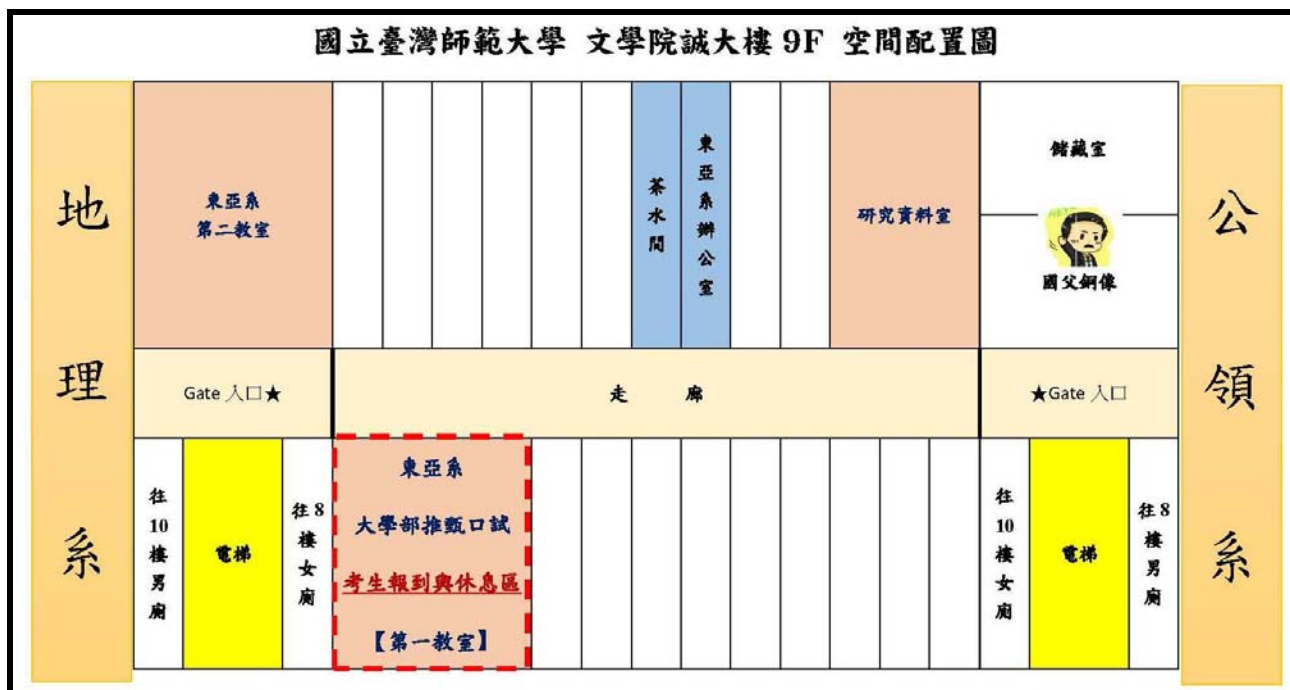 國立臺灣師範大學 文學院誠大樓 9F 空間配置圖
地理系
東亞系
第二教室
茶水間
東亞系辦公室
研究資料室
儲藏室
國父銅像
公領系
Gate 入口★
走 廊
★Gate 入口
往10樓男廁
電梯
往8樓女廁
東亞系
大學部推甄口試
考生報到與休息區
【第一教室】
往10樓女廁
電梯
往8樓男廁